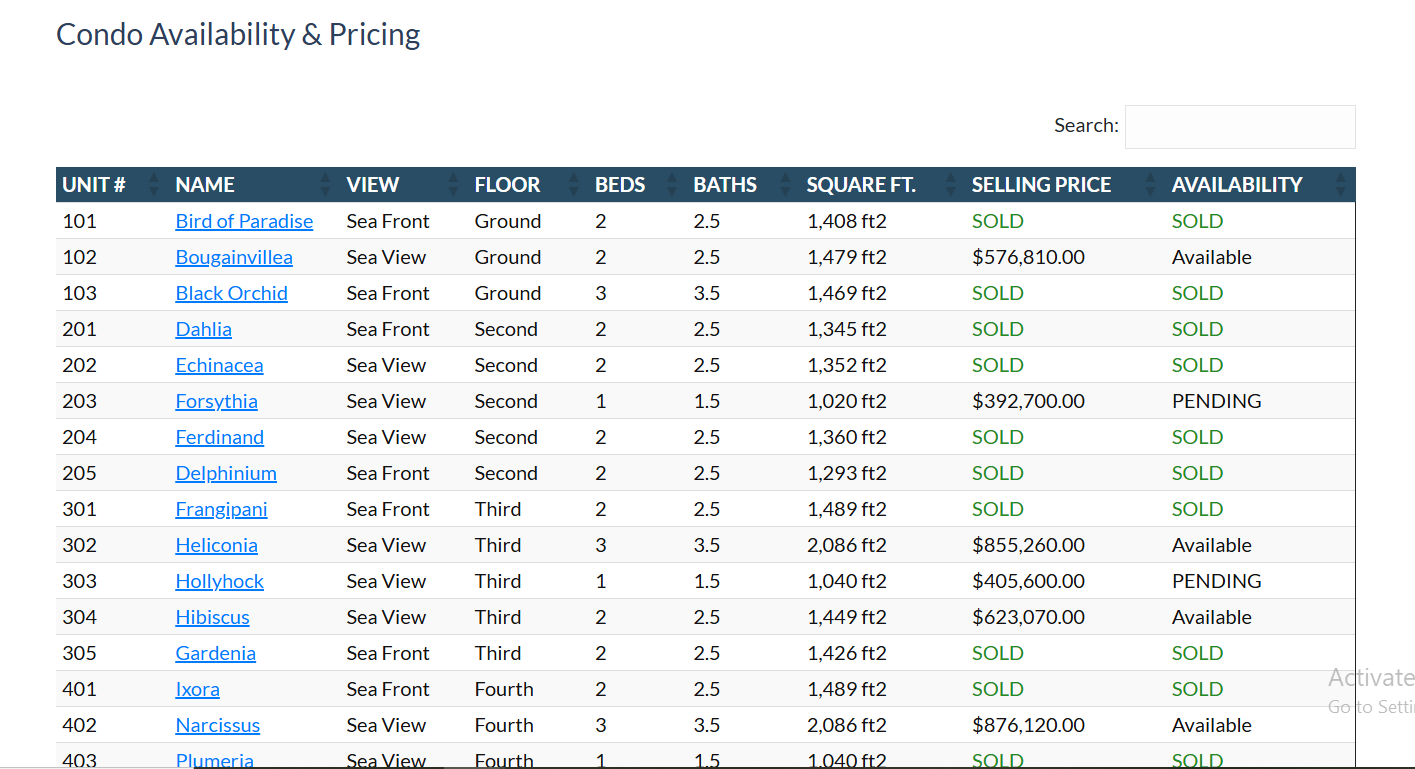 Condo Availability & Pricing
Search:
UNIT # NAME VIEW FLOOR BEDS BATHS SQUARE FT. SELLING PRICE AVAILABILITY
101 Bird of Paradise Sea Front Ground 2 2.5 1,408 ft2 SOLD SOLD
102 Bougainvillea Sea View Ground 2 2.5 1,479 ft2 $576,810.00 Available
103 Black Orchid Sea Front Ground 3 3.5 1,469 ft2 SOLD SOLD
201 Dahlia Sea Front Second 2 2.5 1,345 ft2 SOLD SOLD
202 Echinacea Sea View Second 2 2.5 1,352 ft2 SOLD SOLD
203 Forsythia Sea View Second 1 1.5 1,020 ft2 $392,700.00 PENDING
204 Ferdinand Sea View Second 2 2.5 1,360 ft2 SOLD SOLD
205 Delphinium Sea Front Second 2 2.5 1,293 ft2 SOLD SOLD
301 Frangipani Sea Front Third 2 2.5 1,489 ft2 SOLD SOLD
302 Heliconia Sea View Third 3 3.5 2,086 ft2 $855,260.00 Available
303 Hollyhock Sea View Third 1 1.5 1,040 ft2 $405,600.00 PENDING
304 Hibiscus Sea View Third 2 2.5 1,449 ft2 $623,070.00 Available
305 Gardenia Sea Front Third 2 2.5 1,426 ft2 SOLD SOLD
401 Ixora Sea Front Fourth 2 2.5 1,489 ft2 SOLD SOLD
402 Narcissus Sea View Fourth 3 3.5 2,086 ft2 $876,120.00 Available
403 Plumeria Sea View Fourth 1 1.5 1,040 ft2 SOLD SOLD
Activate
Go to Setti